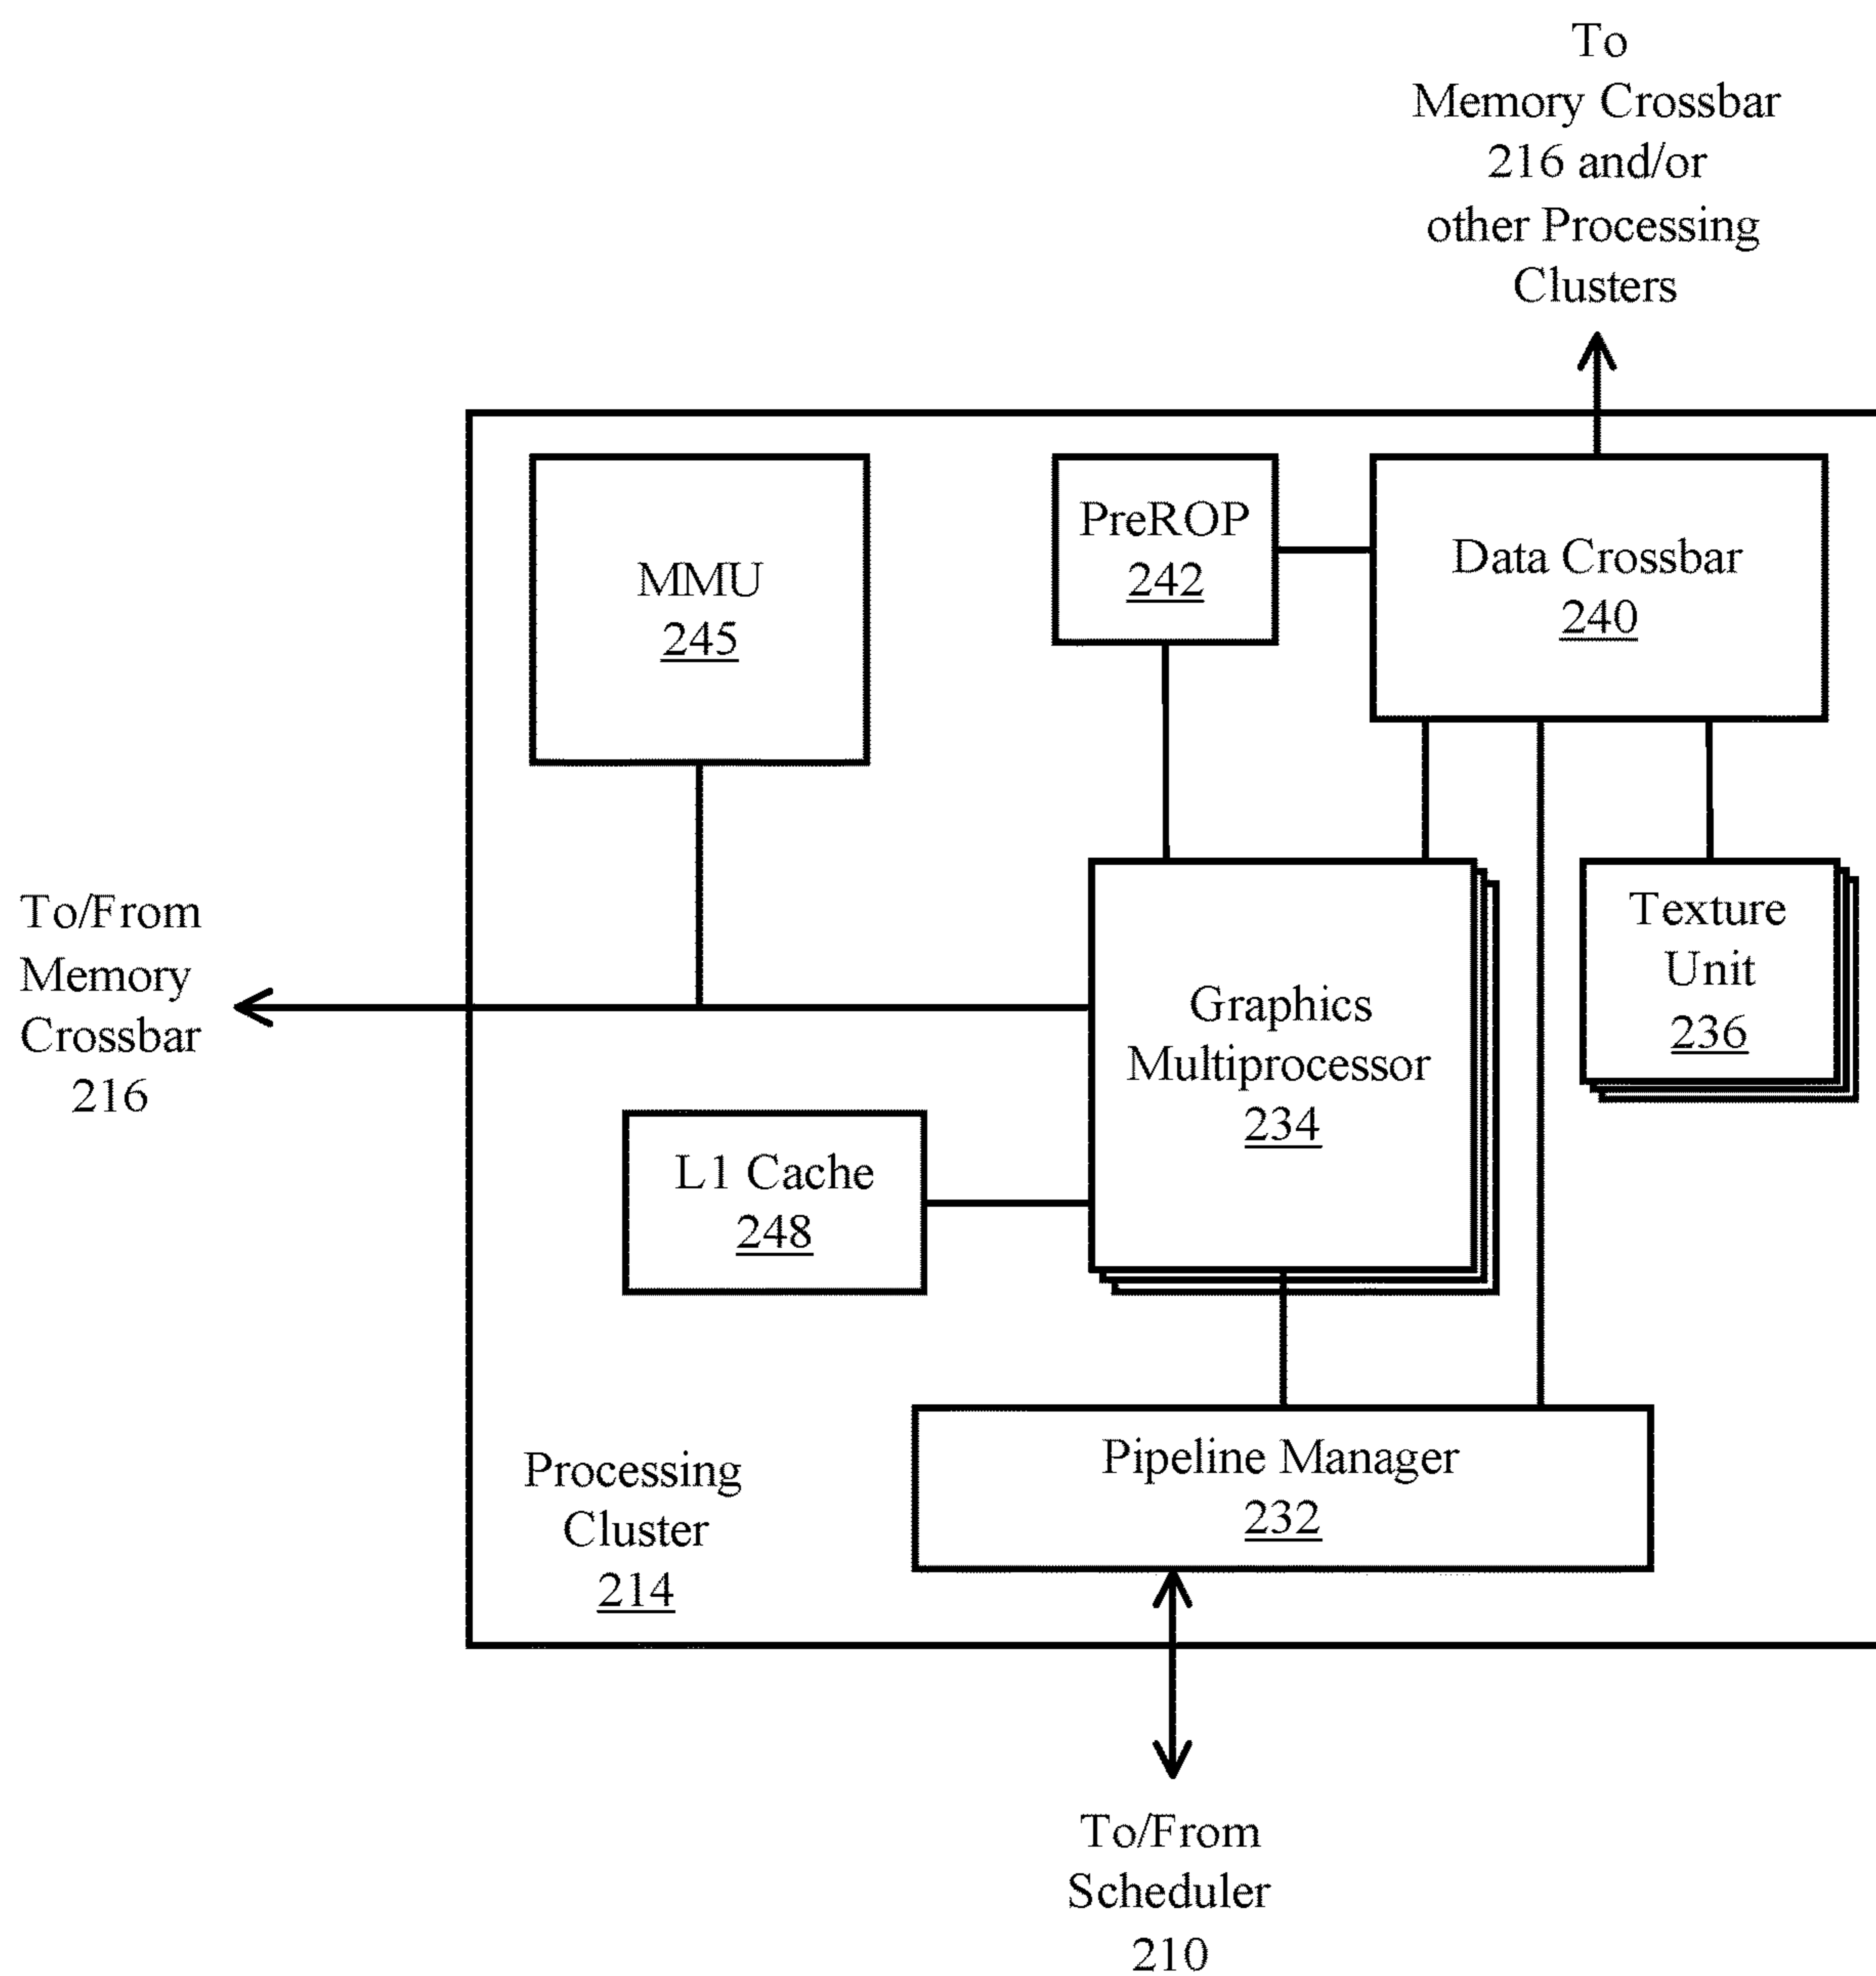 To
Memory Crossbar
216 and/or
other Processing
Clusters
MMU
245
PreROP
242
Data Crossbar
240
To/From
Memory
Crossbar
216
Graphics
Multiprocessor
234
Texture
Unit
236
L1 Cache
248
Pipeline Manager
232
Processing
Cluster
214
To/From
Scheduler
210